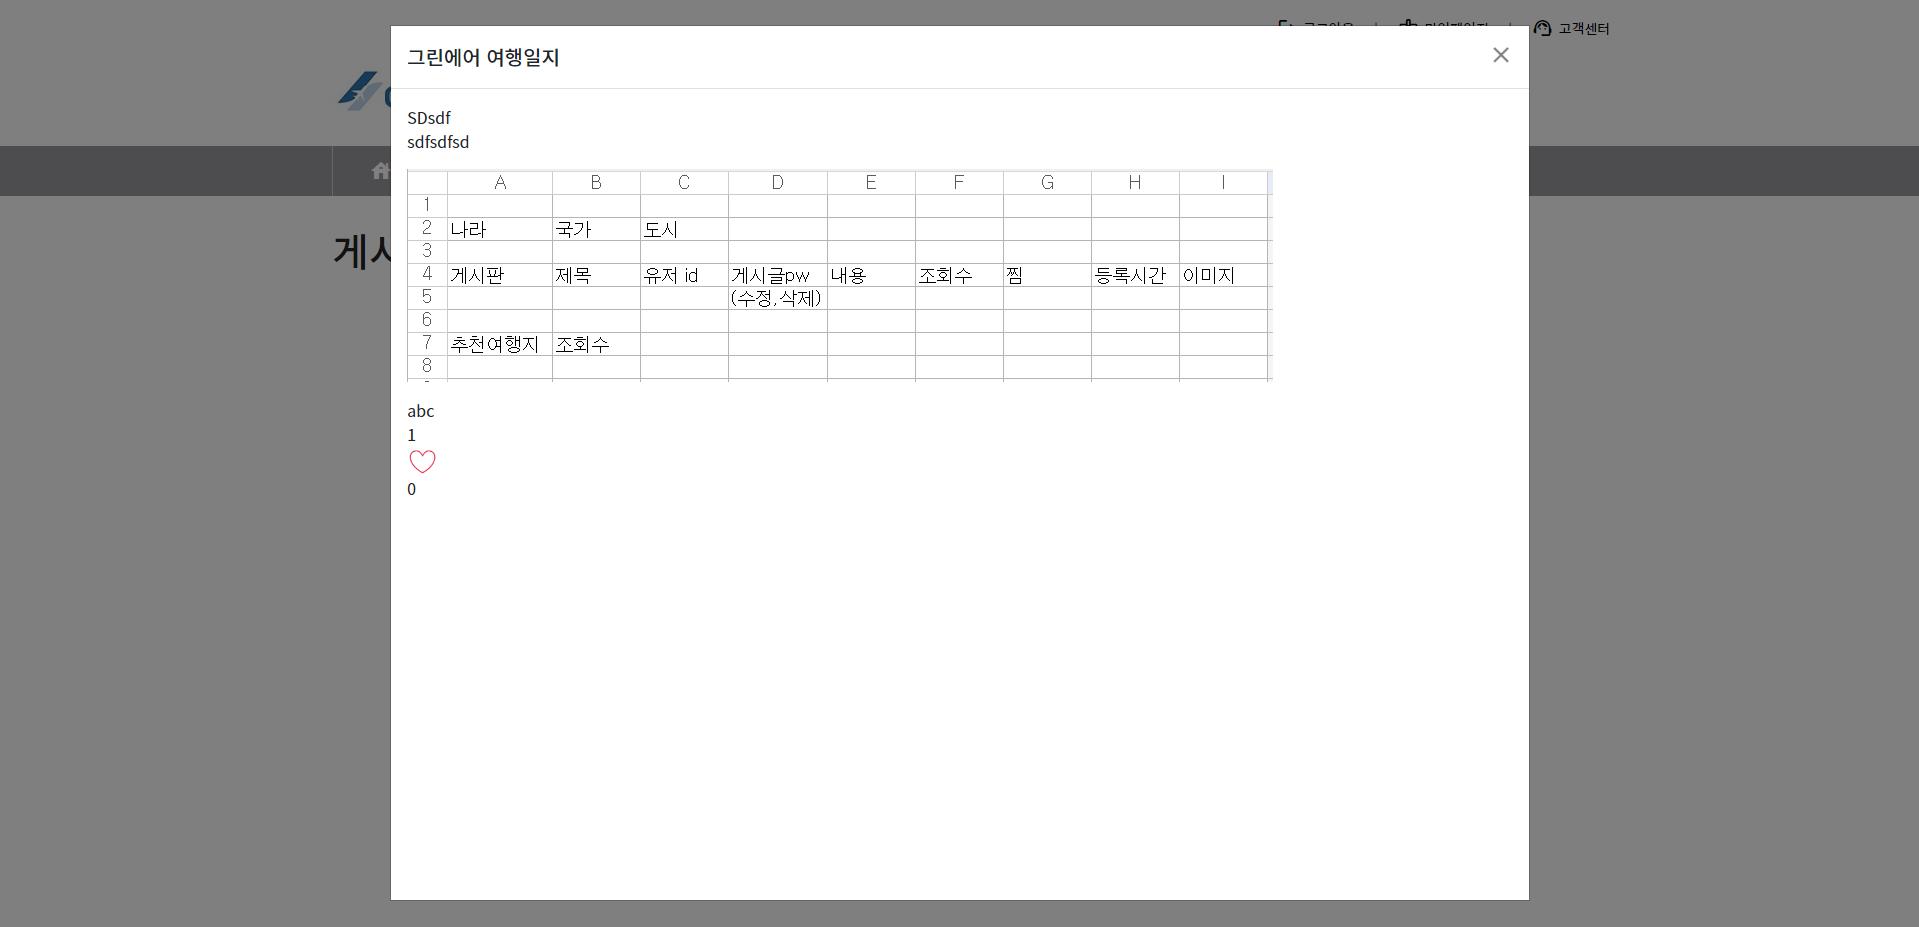 고객센터
그린에어 여행일지
게시
SDsdf
sdfsdfsd
A B C D E F G H I
1
2 나라 국가 도시
3
4 게시판 제목 유저 id 게시글pw 내용 조회수 찜 등록시간 이미지
5 (수정,삭제)
6
7 추천여행지 조회수
8
abc
1
0